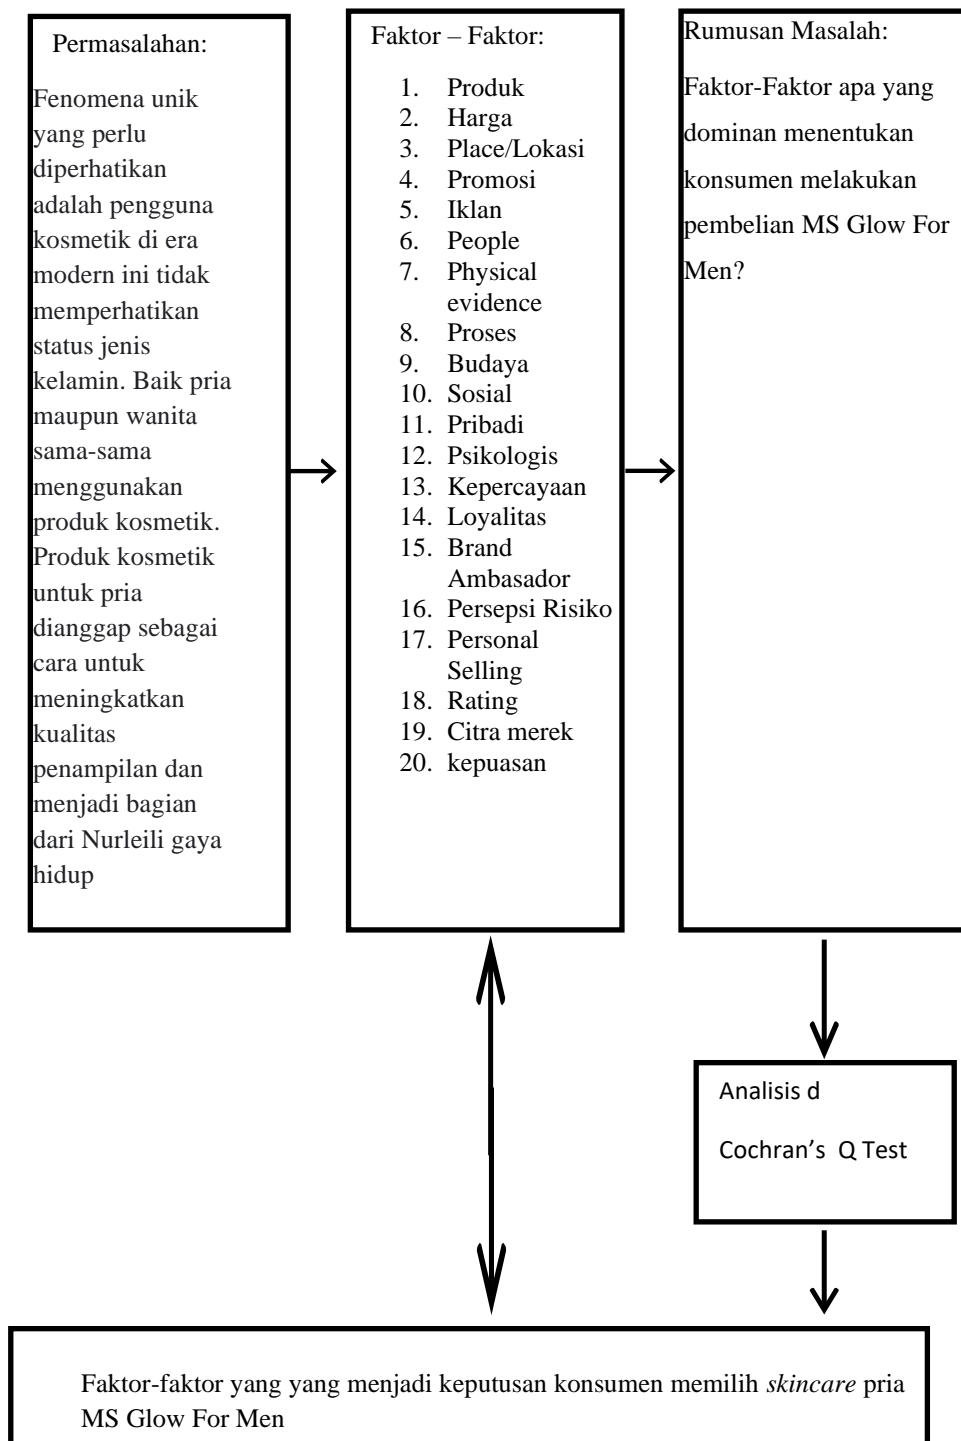 Permasalahan:
Fenomena unik
yang perlu
diperhatikan
adalah pengguna
kosmetik di era
modern ini tidak
memperhatikan
status jenis
kelamin. Baik pria
maupun wanita
sama-sama
menggunakan
produk kosmetik.
Produk kosmetik
untuk pria
dianggap sebagai
cara untuk
meningkatkan
kualitas
penampilan dan
menjadi bagian
dari Nurleili gaya
hidup
Faktor – Faktor:
1. Produk
2. Harga
3. Place/Lokasi
4. Promosi
5. Iklan
6. People
7. Physical
evidence
8. Proses
9. Budaya
10. Sosial
11. Pribadi
12. Psikologis
13. Kepercayaan
14. Loyalitas
15. Brand
Ambasador
16. Persepsi Risiko
17. Personal
Selling
18. Rating
19. Citra merek
20. kepuasan
Rumusan Masalah:
Faktor-Faktor apa yang
dominan menentukan
konsumen melakukan
pembelian MS Glow For
Men?
Analisis d
Cochran’s Q Test
Faktor-faktor yang yang menjadi keputusan konsumen memilih skincare pria
MS Glow For Men